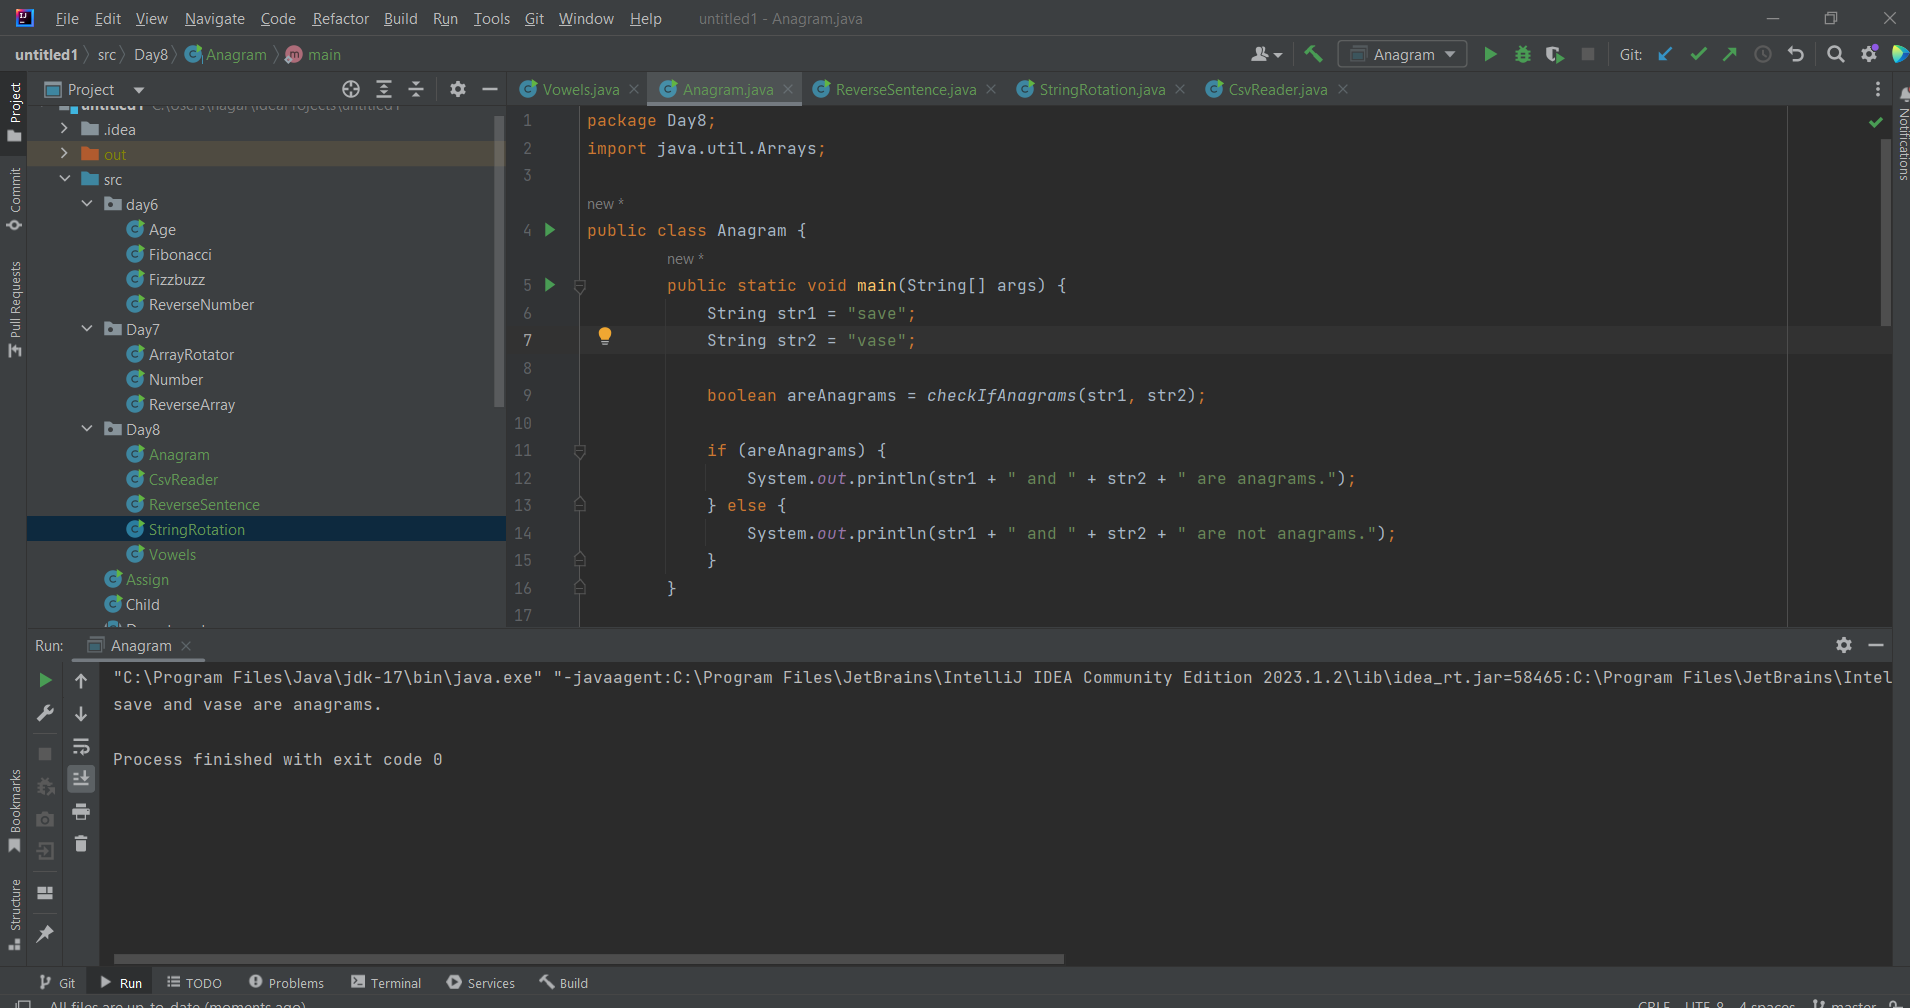 File Edit View Navigate Code Refactor Build Run Tools Git Window Help untitled1 - Anagram.java
untitled1 src Day8 Anagram main
Anagram Git:
Project
Vowels.java Anagram.java ReverseSentence.java StringRotation.java CsvReader.java
Project
Commit
Pull Requests
Bookmarks
Structure
Notifications
untitled1 C:\Users\nagar\IdeaProjects\untitled1
.idea
out
src
day6
Age
Fibonacci
Fizzbuzz
ReverseNumber
Day7
ArrayRotator
Number
ReverseArray
Day8
Anagram
CsvReader
ReverseSentence
StringRotation
Vowels
Assign
Child
1 package Day8;
2 import java.util.Arrays;
3
new *
4 public class Anagram {
new *
5 public static void main(String[] args) {
6 String str1 = "save";
7 String str2 = "vase";
8
9 boolean areAnagrams = checkIfAnagrams(str1, str2);
10
11 if (areAnagrams) {
12 System.out.println(str1 + " and " + str2 + " are anagrams.");
13 } else {
14 System.out.println(str1 + " and " + str2 + " are not anagrams.");
15 }
16 }
17
Run: Anagram
"C:\Program Files\Java\jdk-17\bin\java.exe" "-javaagent:C:\Program Files\JetBrains\IntelliJ IDEA Community Edition 2023.1.2\lib\idea_rt.jar=58465:C:\Program Files\JetBrains\Intel
save and vase are anagrams.
Process finished with exit code 0
Git Run TODO Problems Terminal Services Build
All files are up-to-date (moments ago) CRLF UTF-8 4 spaces master